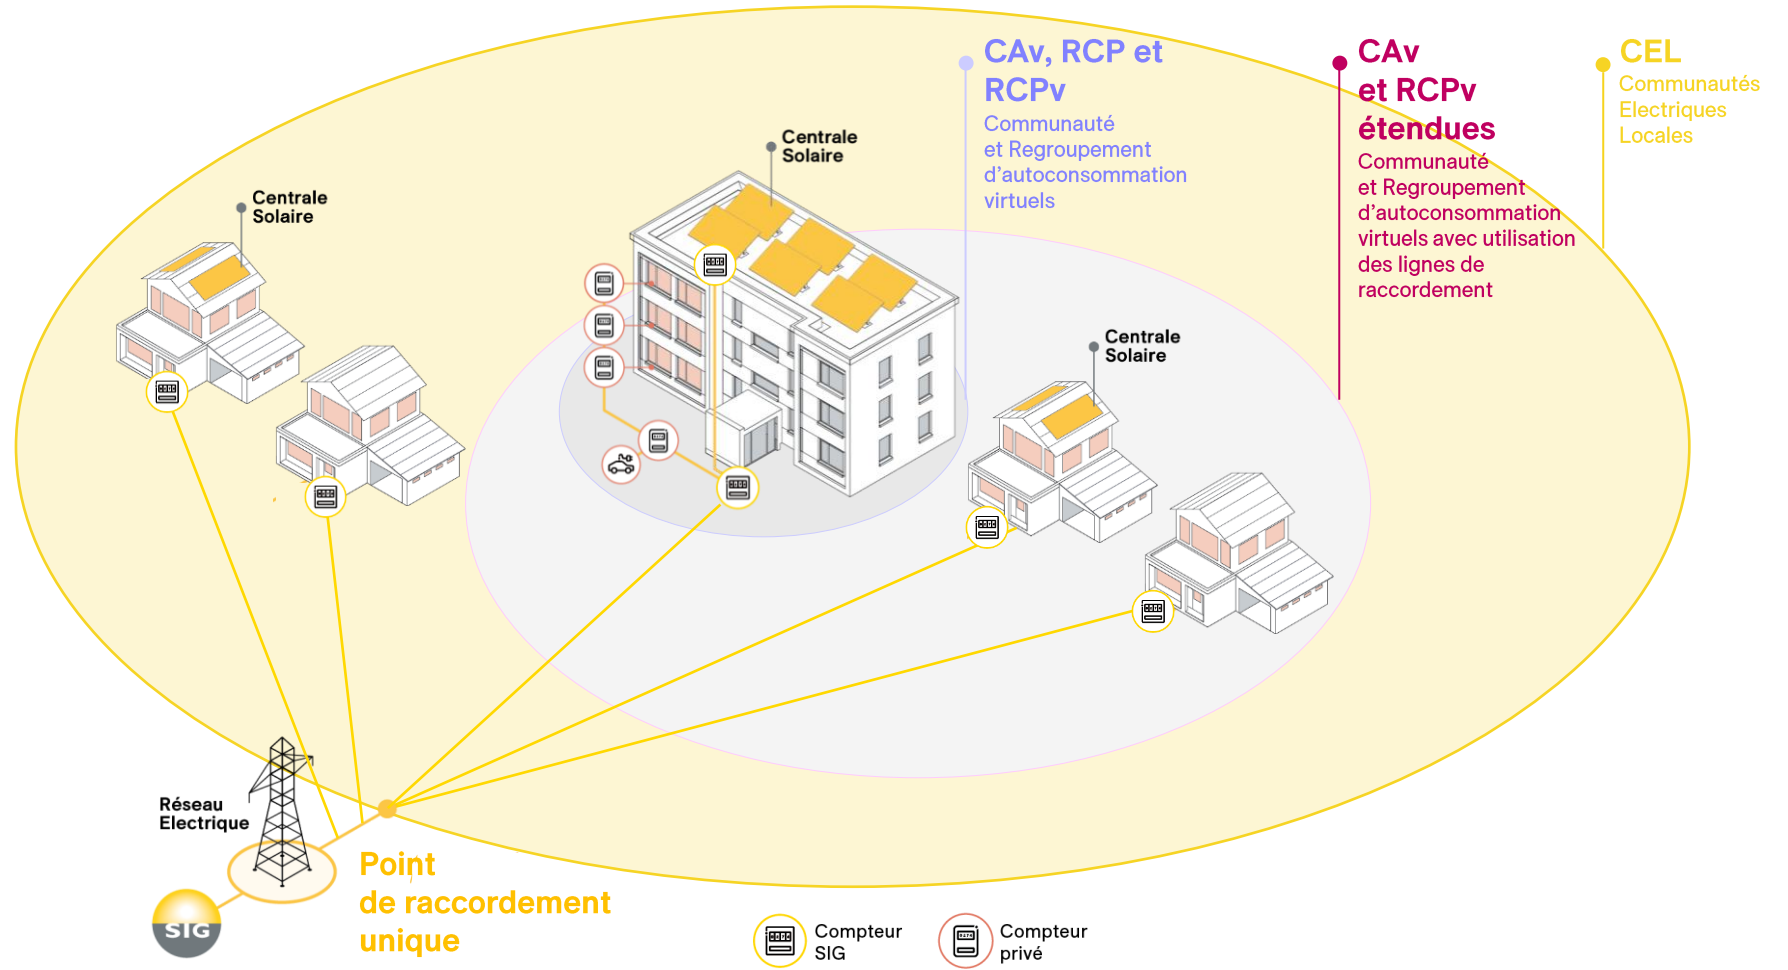 CAv, RCP et
RCPv
Communauté
et Regroupement
d'autoconsommation
virtuels
CAv
et RCPv
étendues
Communauté
et Regroupement
d'autoconsommation
virtuels avec utilisation
des lignes de
raccordement
CEL
Communautés
Electriques
Locales
Centrale
Solaire
Centrale
Solaire
Centrale
Solaire
Réseau
Electrique
Point
de raccordement
unique
SIG
Compteur
SIG
Compteur
privé